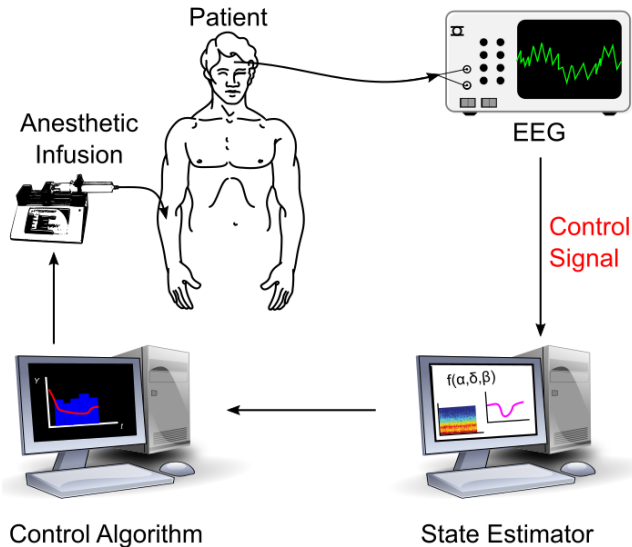 Patient
Anesthetic
Infusion
EEG
Control
Signal
Y
t
f(α,δ,β)
Control Algorithm
State Estimator